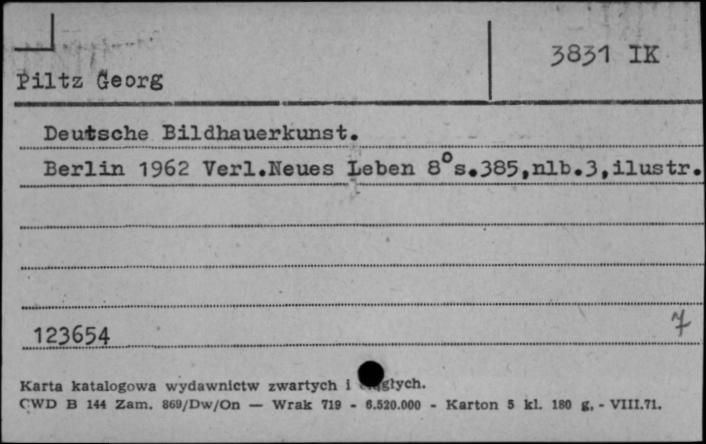 3831 IK
Piltz Georg
Deutsche Bildhauerkunst.
Berlin 1962 Verl.Neues Leben 8°s.385,nlb.3,ilustr.
123654 7
Karta katalogowa wydawnictw zwartych i
CWD B 144 Zam. 869/Dw/On — Wrak 719 - 6.520.000 - Karton 5 kl. 180 g. - VIII.71.